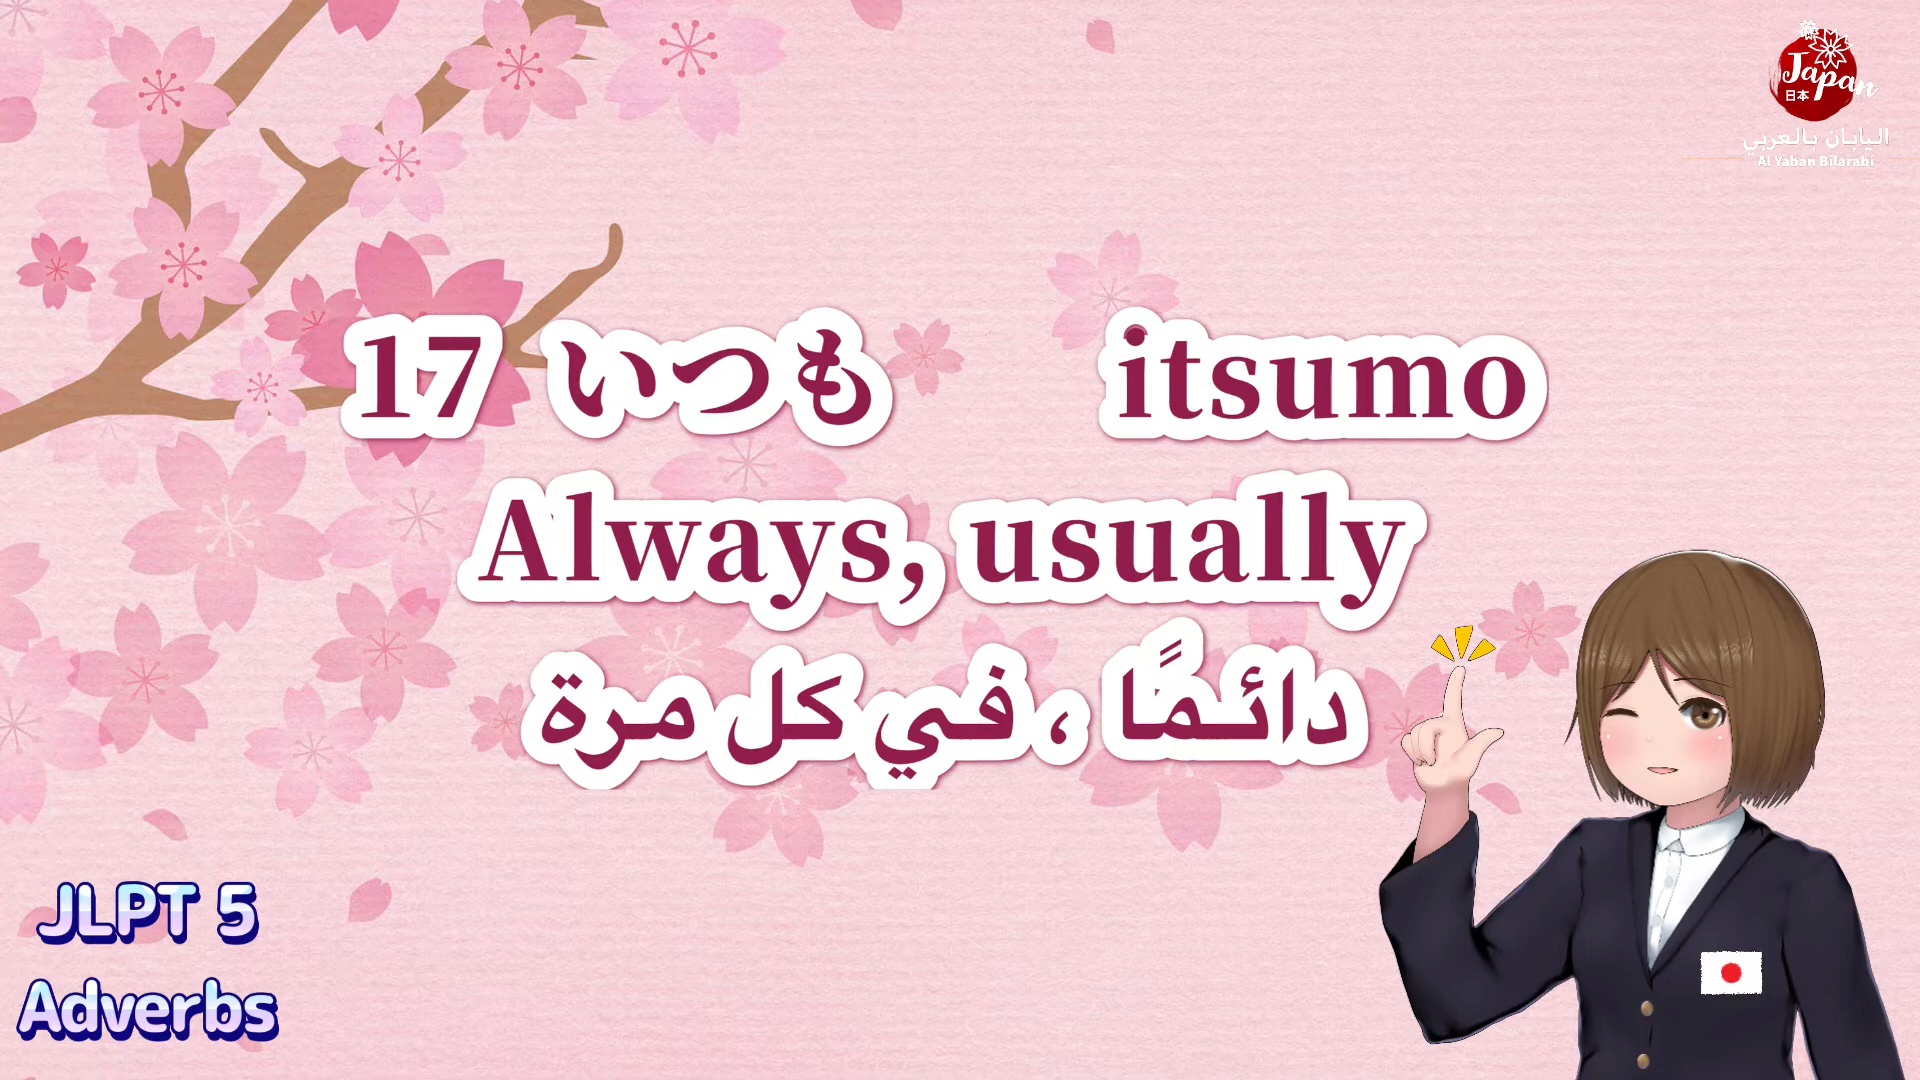 Japan
日本
اليابان بالعربي
Al Yaban Bilarabi
17 いつも itsumo
Always, usually
دائمًا ، في كل مرة
JLPT 5
Adverbs